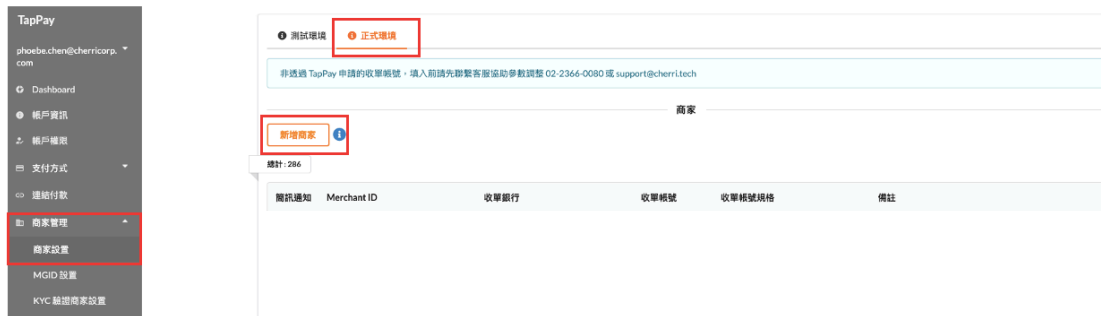 TapPay
phoebe.chen@cherricorp.
com
Dashboard
帳戶資訊
帳戶權限
支付方式
連結付款
商家管理
商家設置
MGID 設置
KYC 驗證商家設置
測試環境 正式環境
非透過 TapPay 申請的收單帳號，填入前請先聯繫客服協助參數調整 02-2366-0080 或 support@cherri.tech
商家
新增商家
總計 : 286
簡訊通知 Merchant ID 收單銀行 收單帳號 收單帳號規格 備註